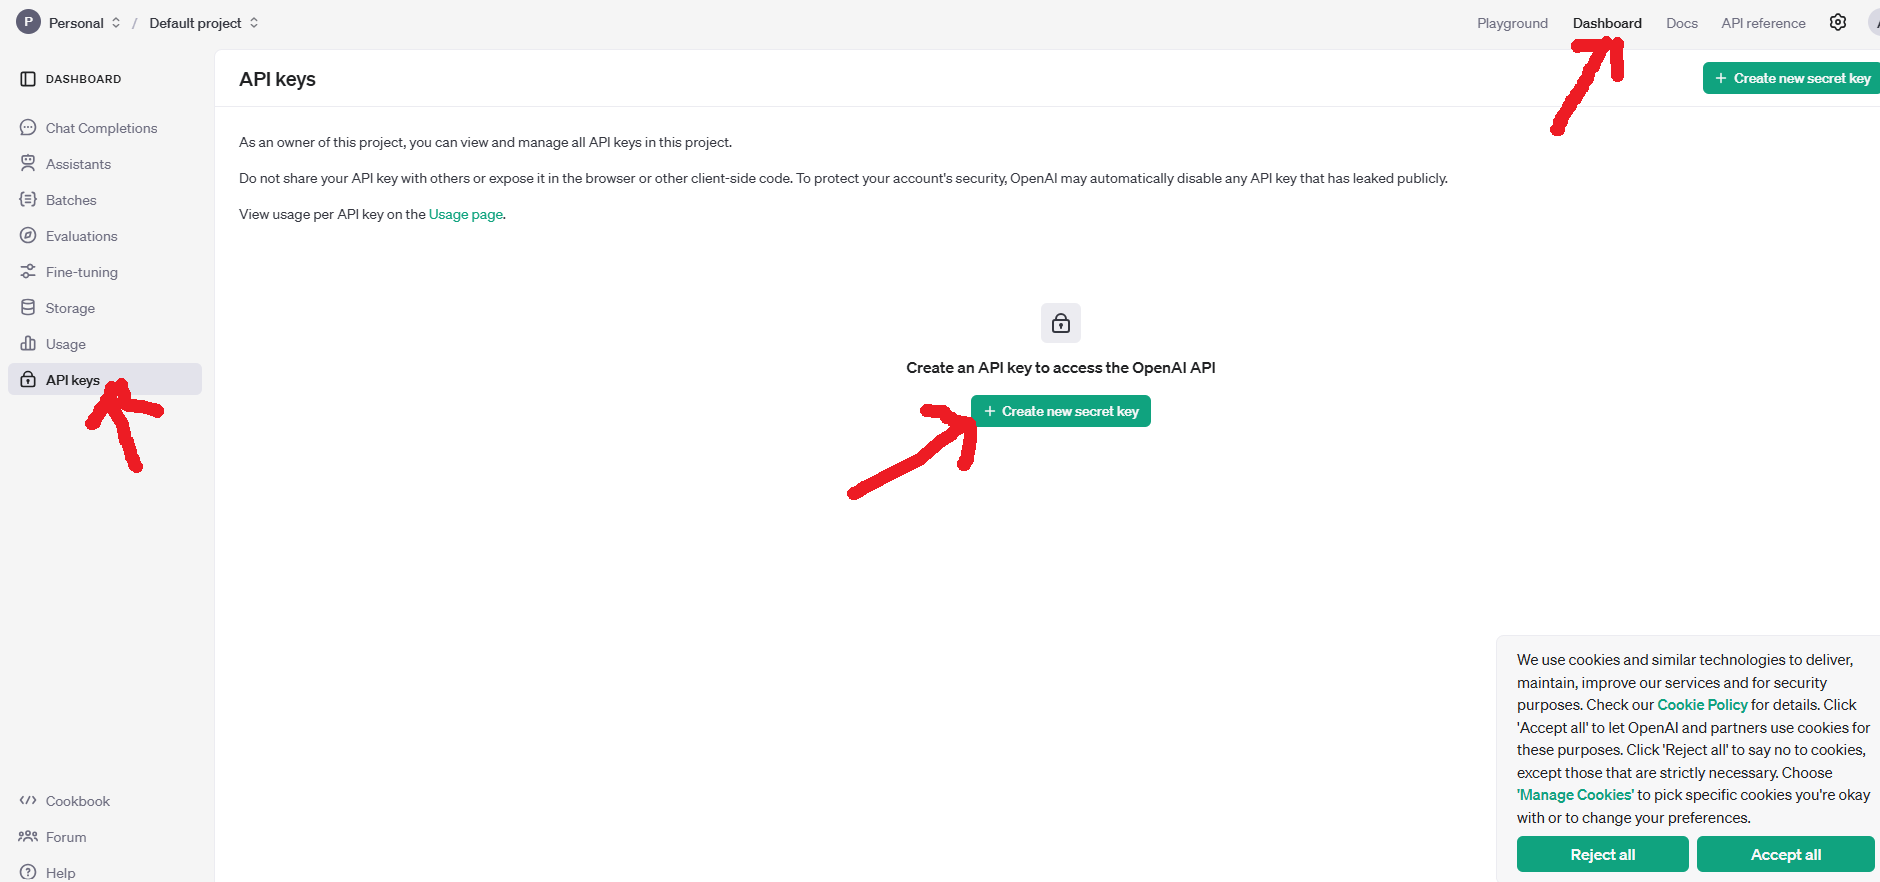 P Personal / Default project
Playground Dashboard Docs API reference
DASHBOARD
Chat Completions
Assistants
Batches
Evaluations
Fine-tuning
Storage
Usage
API keys
Cookbook
Forum
Help
API keys
+ Create new secret key
As an owner of this project, you can view and manage all API keys in this project.
Do not share your API key with others or expose it in the browser or other client-side code. To protect your account's security, OpenAI may automatically disable any API key that has leaked publicly.
View usage per API key on the Usage page.
Create an API key to access the OpenAI API
+ Create new secret key
We use cookies and similar technologies to deliver,
maintain, improve our services and for security
purposes. Check our Cookie Policy for details. Click
'Accept all' to let OpenAI and partners use cookies for
these purposes. Click 'Reject all' to say no to cookies,
except those that are strictly necessary. Choose
'Manage Cookies' to pick specific cookies you're okay
with or to change your preferences.
Reject all Accept all